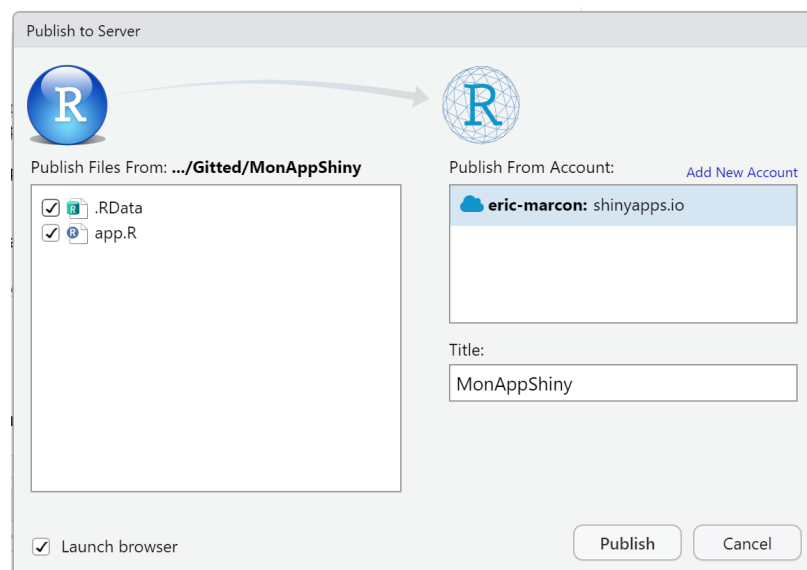 Publish to Server
R
R
Publish Files From: .../Gitted/MonAppShiny
.RData
app.R
Publish From Account:
Add New Account
eric-marcon: shinyapps.io
Title:
MonAppShiny
Launch browser
Publish
Cancel